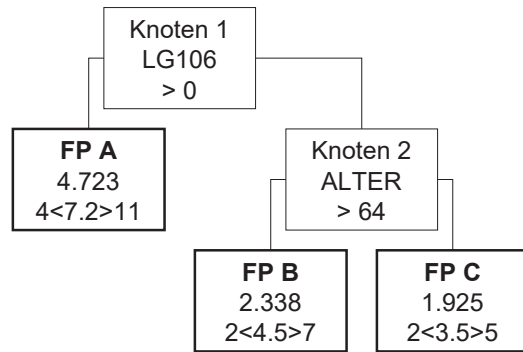 Knoten 1
LG106
> 0
FP A
4.723
4<7.2>11
Knoten 2
ALTER
> 64
FP B
2.338
2<4.5>7
FP C
1.925
2<3.5>5